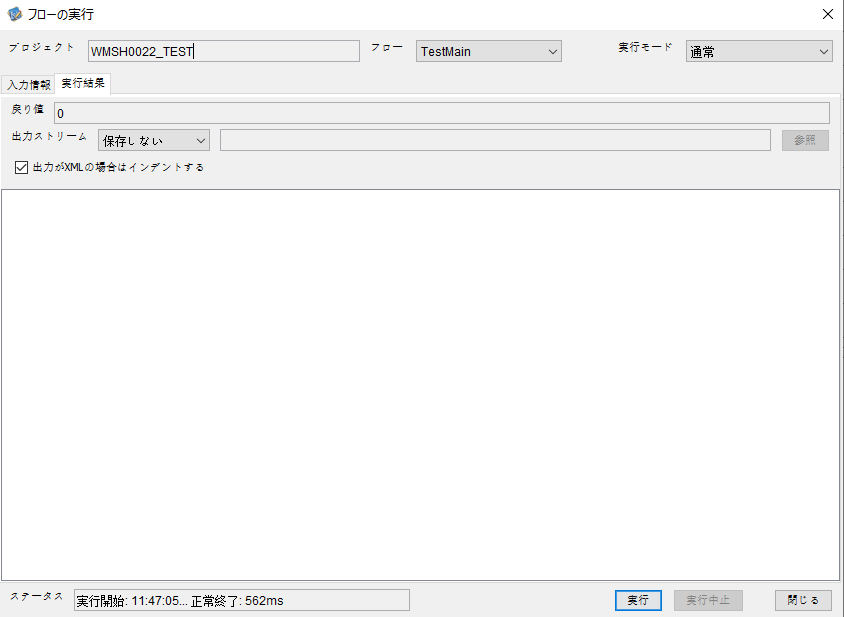 フローの実行
プロジェクト WMSH0022_TEST フロー TestMain 実行モード 通常
入力情報 実行結果
戻り値 0
出力ストリーム 保存しない 参照
出力がXMLの場合はインデントする
ステータス 実行開始: 11:47:05... 正常終了: 562ms 実行 実行中止 閉じる